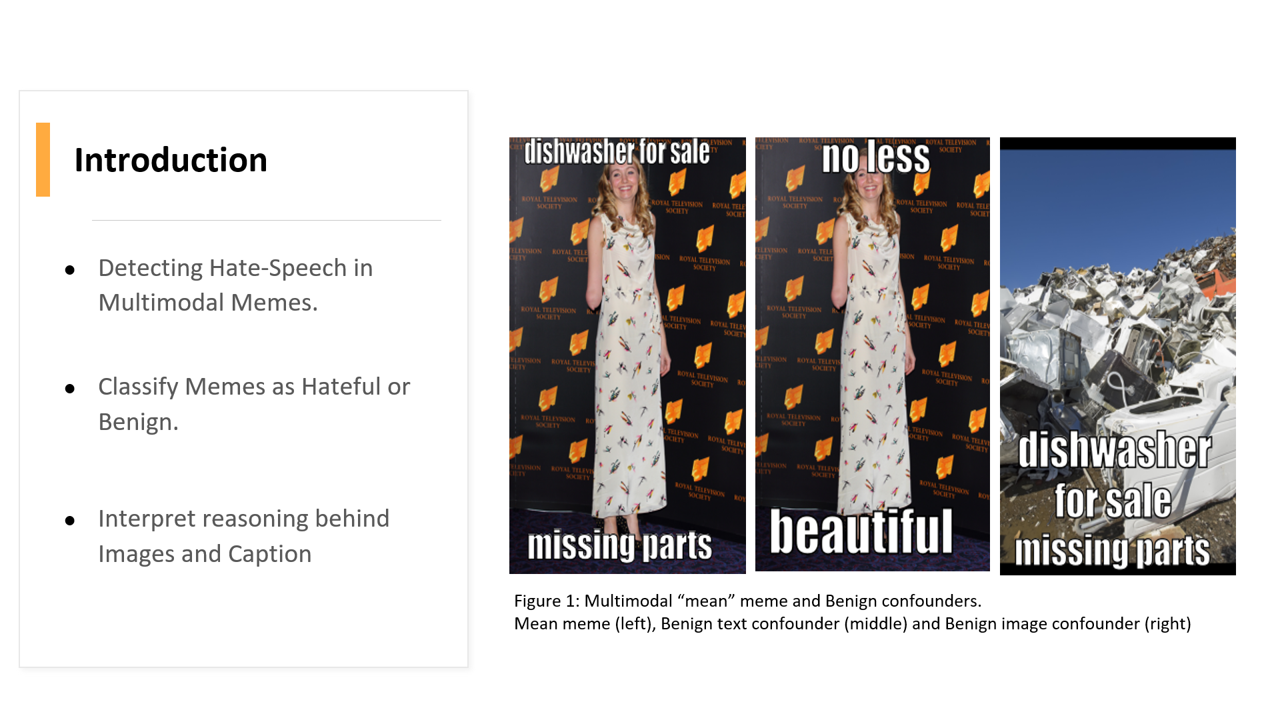 Introduction
Detecting Hate-Speech in
Multimodal Memes.
Classify Memes as Hateful or
Benign.
Interpret reasoning behind
Images and Caption
dishwasher for sale
ROYAL TELEVISION
SOCIETY
missing parts
no less
ROYAL TELEVISION
SOCIETY
beautiful
dishwasher
for sale
missing parts
Figure 1: Multimodal “mean” meme and Benign confounders.
Mean meme (left), Benign text confounder (middle) and Benign image confounder (right)